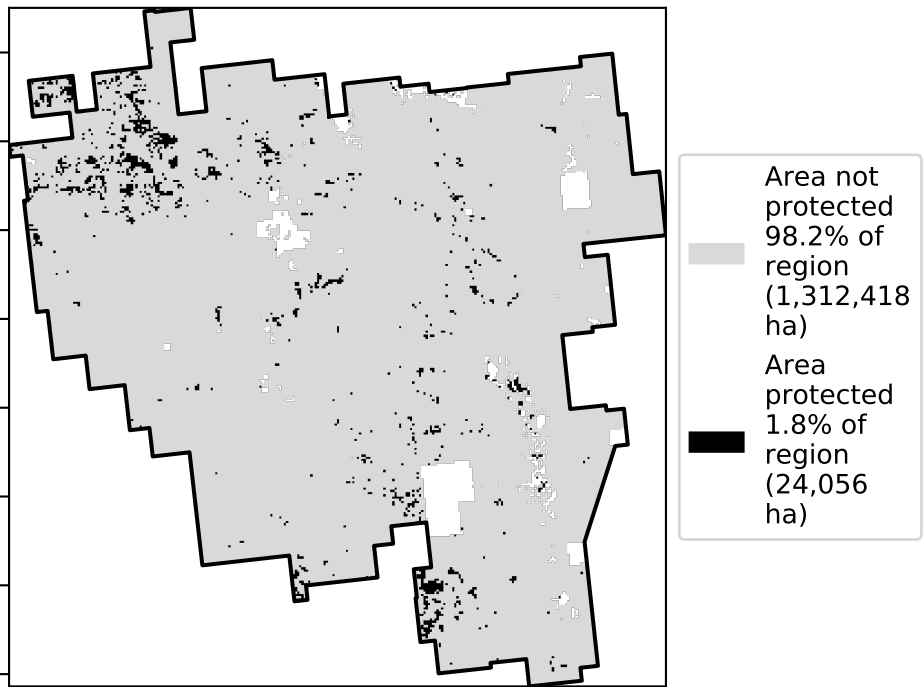 Area not
protected
98.2% of
region
(1,312,418
ha)
Area
protected
1.8% of
region
(24,056
ha)